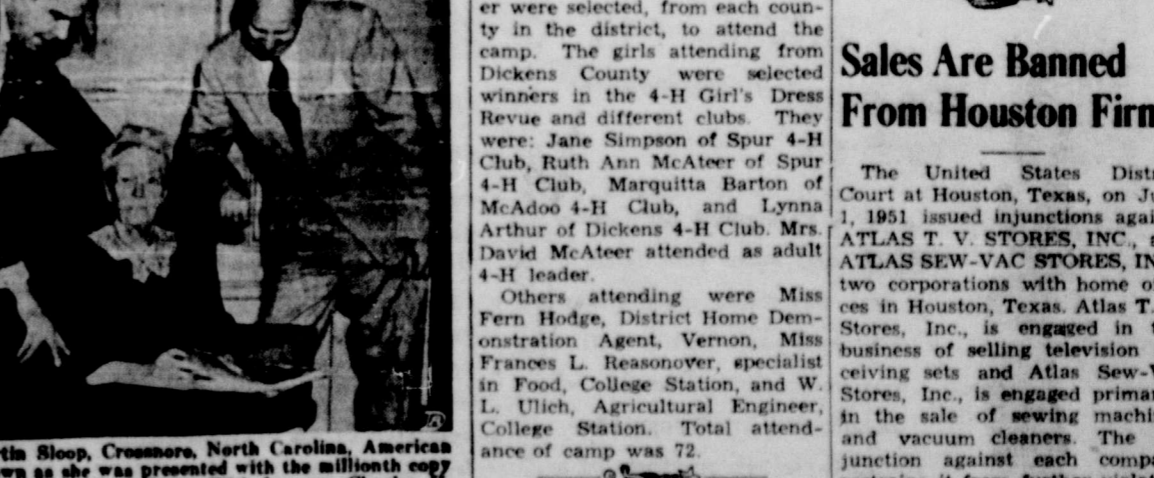 tin Sloop, Crossnore, North Carolina, American
wn as she was presented with the millionth copy
er were selected, from each coun-
ty in the district, to attend the
camp. The girls attending from
Dickens County were selected
winners in the 4-H Girl's Dress
Revue and different clubs. They
were: Jane Simpson of Spur 4-H
Club, Ruth Ann McAteer of Spur
4-H Club, Marquitta Barton of
McAdoo 4-H Club, and Lynna
Arthur of Dickens 4-H Club. Mrs.
David McAteer attended as adult
4-H leader.
Others attending were Miss
Fern Hodge, District Home Dem-
onstration Agent, Vernon, Miss
Frances L. Reasonover, specialist
in Food, College Station, and W.
L. Ulich, Agricultural Engineer,
College Station. Total attend-
ance of camp was 72.
Sales Are Banned
From Houston Firm
The United States Dist
Court at Houston, Texas, on Ju
1, 1951 issued injunctions agai
ATLAS T. V. STORES, INC.,
ATLAS SEW-VAC STORES, IN
two corporations with home o
ces in Houston, Texas. Atlas T.
Stores, Inc., is engaged in
business of selling television
ceiving sets and Atlas Sew-V
Stores, Inc., is engaged primar
in the sale of sewing machi
and vacuum cleaners. The
junction against each compa